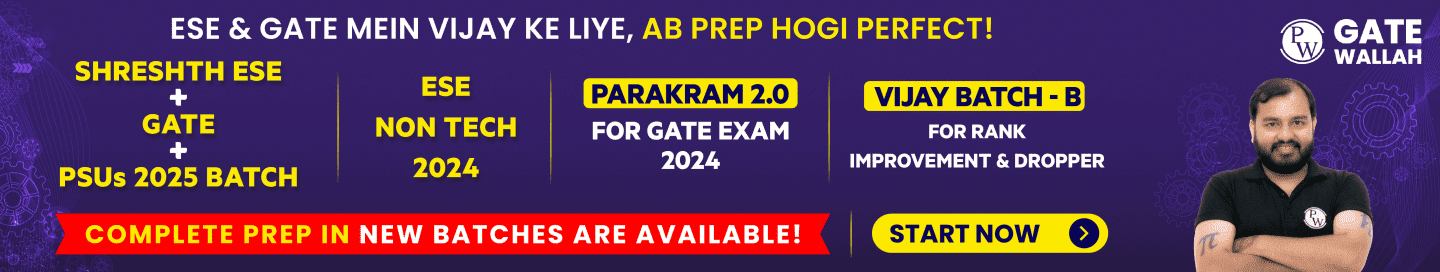 ESE & GATE MEIN VIJAY KE LIYE, AB PREP HOGI PERFECT!
SHRESHTH ESE
+
GATE
+
PSUs 2025 BATCH
ESE
NON TECH
2024
PARAKRAM 2.0
FOR GATE EXAM
2024
VIJAY BATCH - B
FOR RANK
IMPROVEMENT & DROPPER
COMPLETE PREP IN NEW BATCHES ARE AVAILABLE!
START NOW
PW
GATE
WALLAH
PW
π